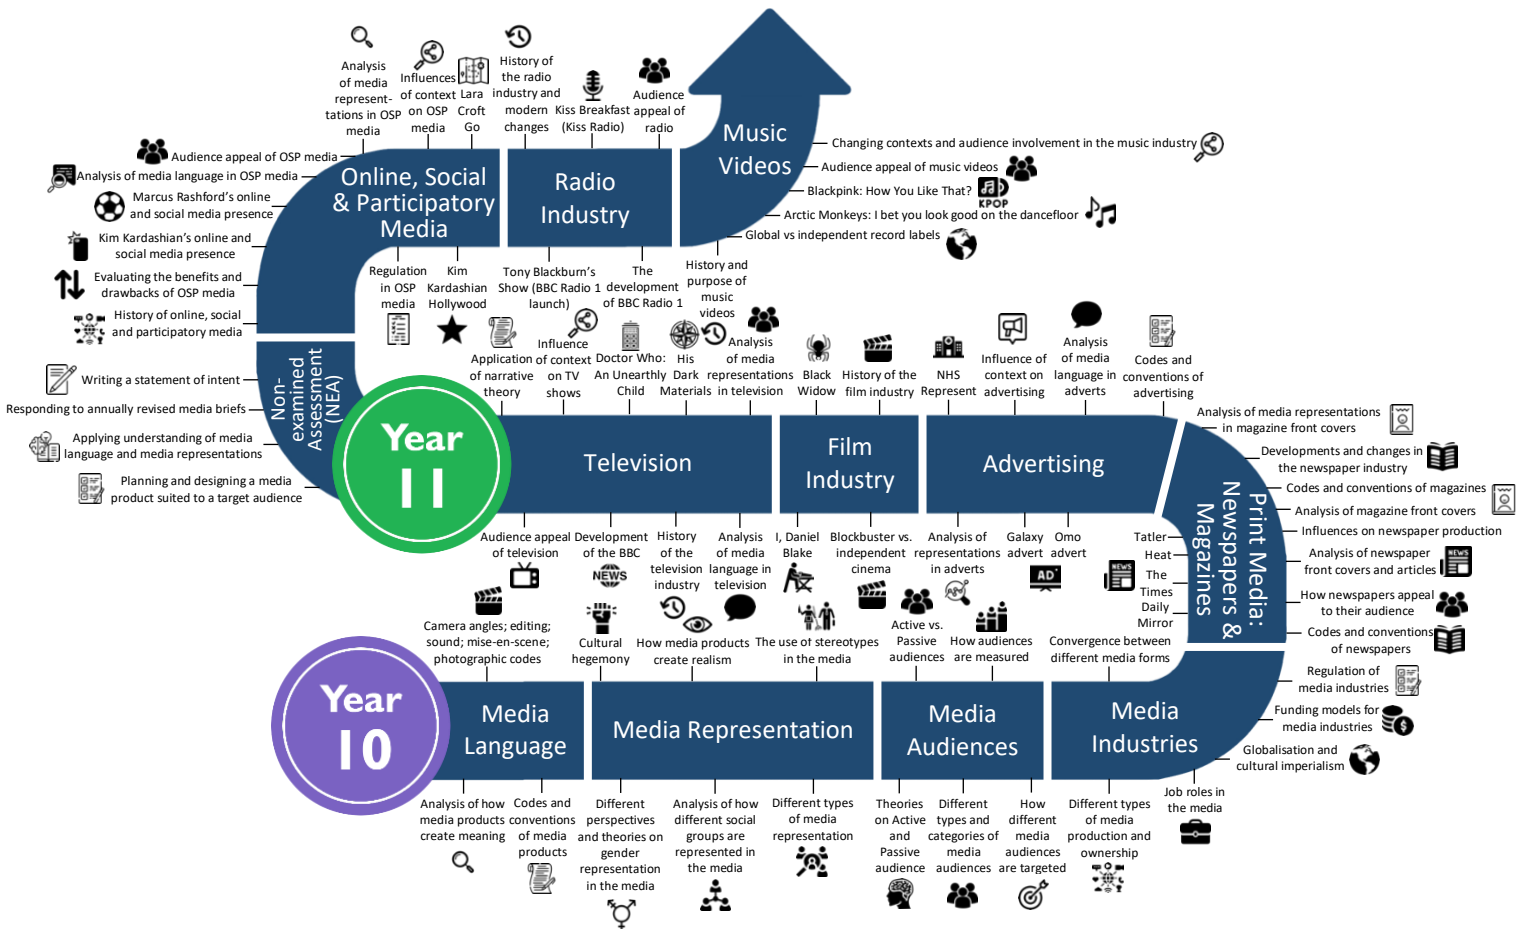 Analysis
of media
represent-
tations in OSP
media
Influences
of context
on OSP
media
Lara
Croft
Go
History of
the radio
industry and
modern
changes
Kiss Breakfast
(Kiss Radio)
Audience
appeal of
radio
Music
Videos
Changing contexts and audience involvement in the music industry
Audience appeal of music videos
Blackpink: How You Like That?
KPOP
Arctic Monkeys: I bet you look good on the dancefloor
Global vs independent record labels
History and
purpose of
music
videos
Radio
Industry
Tony Blackburn's
Show (BBC Radio 1
launch)
The
development
of BBC Radio 1
Online, Social
& Participatory
Media
Audience appeal of OSP media
Analysis of media language in OSP media
Marcus Rashford's online
and social media presence
Kim Kardashian's online and
social media presence
Evaluating the benefits and
drawbacks of OSP media
History of online, social
and participatory media
Regulation
in OSP
media
Kim
Kardashian
Hollywood
Non-
examined
Assessment
(NEA)
Writing a statement of intent
Responding to annually revised media briefs
Applying understanding of media
language and media representations
Planning and designing a media
product suited to a target audience
Year
11
Application
of narrative
theory
Influence
of context
on TV
shows
Doctor Who:
An Unearthly
Child
His
Dark
Materials
Analysis
of media
representations
in television
Black
Widow
History of the
film industry
NHS
Represent
Influence of
context on
advertising
Analysis
of media
language in
adverts
Codes and
conventions of
advertising
Television
Film
Industry
Advertising
Print Media:
Newspapers &
Magazines
Analysis of media representations
in magazine front covers
Developments and changes in
the newspaper industry
Codes and conventions of magazines
Analysis of magazine front covers
Influences on newspaper production
Analysis of newspaper
front covers and articles
NEWS
How newspapers appeal
to their audience
Codes and conventions
of newspapers
Tatler
Heat
The
Times
Daily
Mirror
NEWS
Audience appeal
of television
Development
of the BBC
NEWS
History
of the
television
industry
Analysis
of media
language in
television
I, Daniel
Blake
Blockbuster vs.
independent
cinema
Analysis of
representations
in adverts
Galaxy
advert
AD
Omo
advert
Camera angles; editing;
sound; mise-en-scene;
photographic codes
Cultural
hegemony
How media products
create realism
The use of stereotypes
in the media
Active vs.
Passive
audiences
How audiences
are measured
Convergence between
different media forms
Regulation of
media industries
Funding models for
media industries
Globalisation and
cultural imperialism
Job roles in
the media
Year
10
Media
Language
Media Representation
Media
Audiences
Media
Industries
Analysis of how
media products
create meaning
Codes and
conventions
of media
products
Different
perspectives
and theories on
gender
representation
in the media
Analysis of how
different social
groups are
represented in
the media
Different types
of media
representation
Theories
on Active
and
Passive
audience
Different
types and
categories of
media
audiences
How
different
media
audiences
are targeted
Different types
of media
production and
ownership